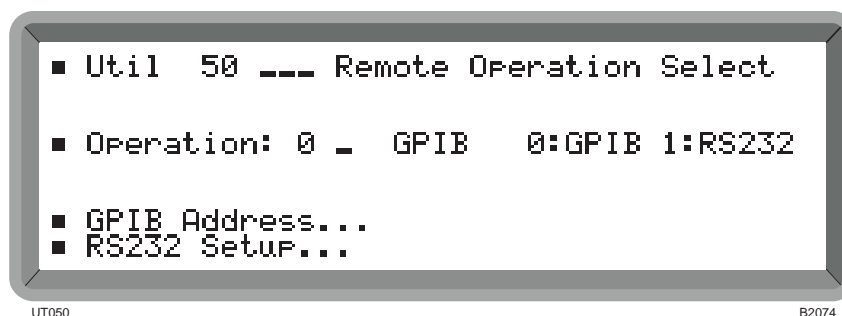 ▪ Util 50 ___ Remote Operation Select
▪ Operation: 0 _ GPIB 0:GPIB 1:RS232
▪ GPIB Address...
▪ RS232 Setup...
UT050 B2074